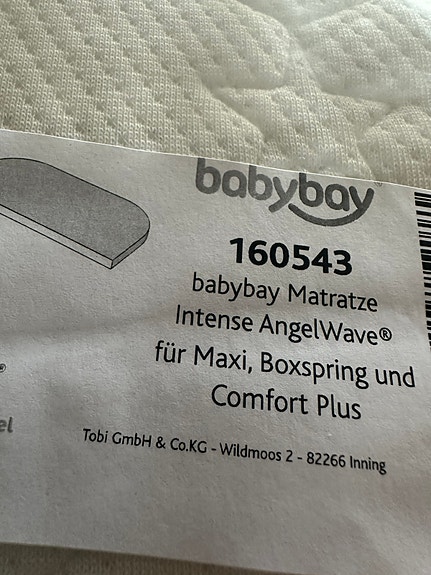 babybay
160543
babybay Matratze
Intense AngelWave®
für Maxi, Boxspring und
Comfort Plus
Tobi GmbH & Co.KG - Wildmoos 2 - 82266 Inning